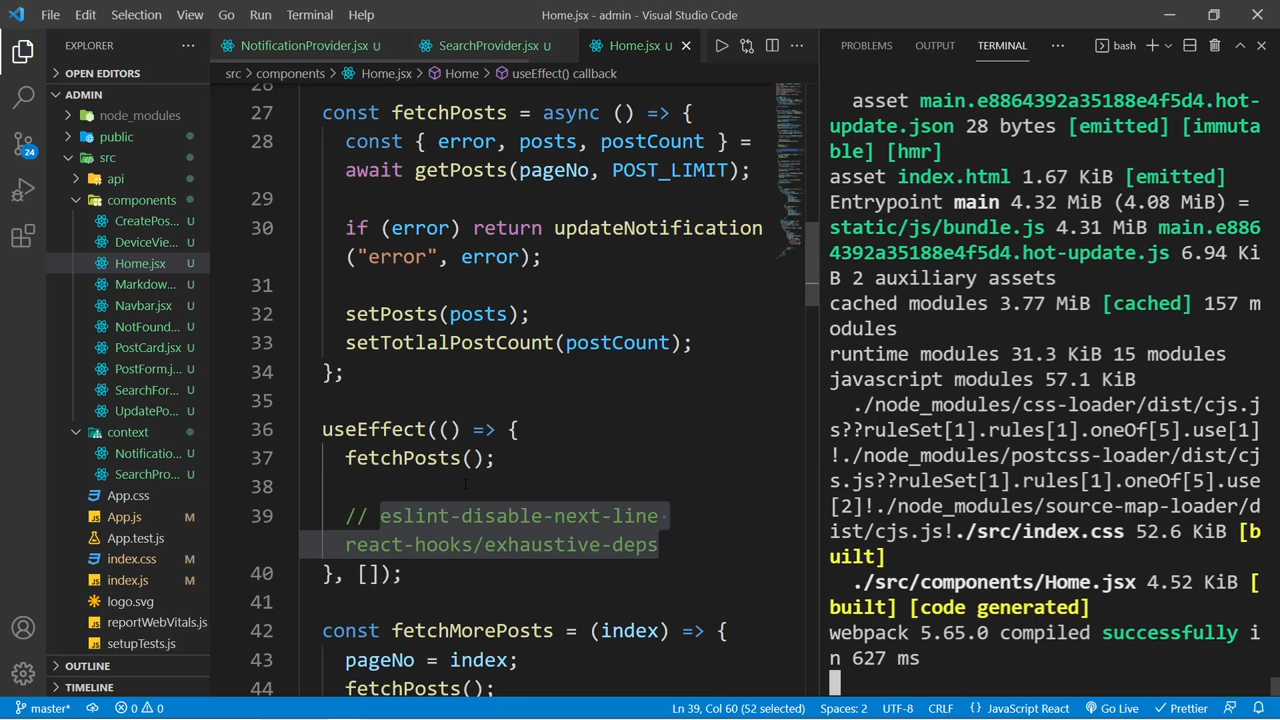 File Edit Selection View Go Run Terminal Help Home.jsx - admin - Visual Studio Code
EXPLORER
OPEN EDITORS
ADMIN
node_modules
public
src
api
components
CreatePos... U
DeviceVie... U
Home.jsx U
Markdow... U
Navbar.jsx U
NotFound... U
PostCard.jsx U
PostForm.j... U
SearchFor... U
UpdatePo... U
context
Notificatio... U
SearchPro... U
App.css
App.js
App.test.js
index.css
index.js
logo.svg
reportWebVitals.js
setupTests.js
OUTLINE
TIMELINE
24
NotificationProvider.jsx U SearchProvider.jsx U Home.jsx U
src > components > Home.jsx > Home > useEffect() callback
26
27 const fetchPosts = async () => {
28 const { error, posts, postCount } =
await getPosts(pageNo, POST_LIMIT);
29
30 if (error) return updateNotification
("error", error);
31
32 setPosts(posts);
33 setTotlalPostCount(postCount);
34 };
35
36 useEffect(() => {
37 fetchPosts();
38
39 // eslint-disable-next-line
react-hooks/exhaustive-deps
40 }, []);
41
42 const fetchMorePosts = (index) => {
43 pageNo = index;
44 fetchPosts();
PROBLEMS OUTPUT TERMINAL bash
asset main.e8864392a35188e4f5d4.hot-
update.json 28 bytes [emitted] [immuta
ble] [hmr]
asset index.html 1.67 KiB [emitted]
Entrypoint main 4.32 MiB (4.08 MiB) =
static/js/bundle.js 4.31 MiB main.e886
4392a35188e4f5d4.hot-update.js 6.94 Ki
B 2 auxiliary assets
cached modules 3.77 MiB [cached] 157 m
odules
runtime modules 31.3 KiB 15 modules
javascript modules 57.1 KiB
./node_modules/css-loader/dist/cjs.j
s??ruleSet[1].rules[1].oneOf[5].use[1]
!./node_modules/postcss-loader/dist/cj
s.js??ruleSet[1].rules[1].oneOf[5].use
[2]!./node_modules/source-map-loader/d
ist/cjs.js!./src/index.css 52.6 KiB [b
uilt]
./src/components/Home.jsx 4.52 KiB [
built] [code generated]
webpack 5.65.0 compiled successfully i
n 627 ms
master* 0 0 Ln 39, Col 60 (52 selected) Spaces: 2 UTF-8 CRLF JavaScript React Go Live Prettier